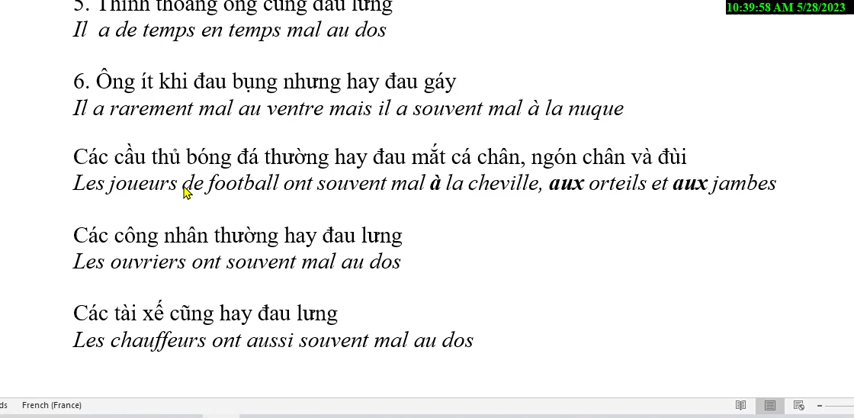 10:39:58 AM 5/28/2023
5. Thỉnh thoảng ông cũng đau lưng
Il a de temps en temps mal au dos
6. Ông ít khi đau bụng nhưng hay đau gáy
Il a rarement mal au ventre mais il a souvent mal à la nuque
Các cầu thủ bóng đá thường hay đau mắt cá chân, ngón chân và đùi
Les joueurs de football ont souvent mal à la cheville, aux orteils et aux jambes
Các công nhân thường hay đau lưng
Les ouvriers ont souvent mal au dos
Các tài xế cũng hay đau lưng
Les chauffeurs ont aussi souvent mal au dos
ds French (France)